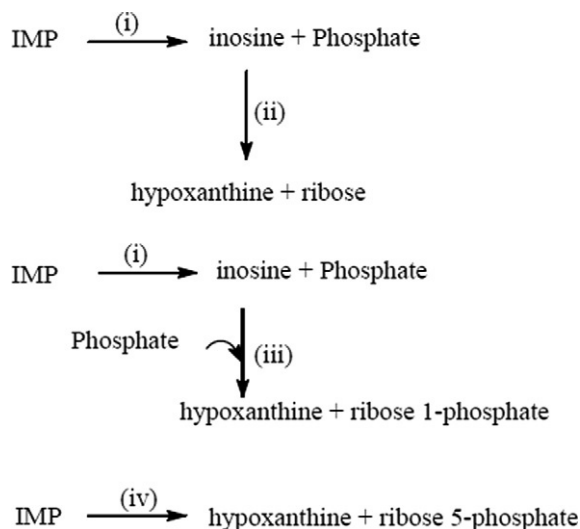 (i)
IMP inosine + Phosphate
(ii)
hypoxanthine + ribose
(i)
IMP inosine + Phosphate
Phosphate (iii)
hypoxanthine + ribose 1-phosphate
(iv)
IMP hypoxanthine + ribose 5-phosphate